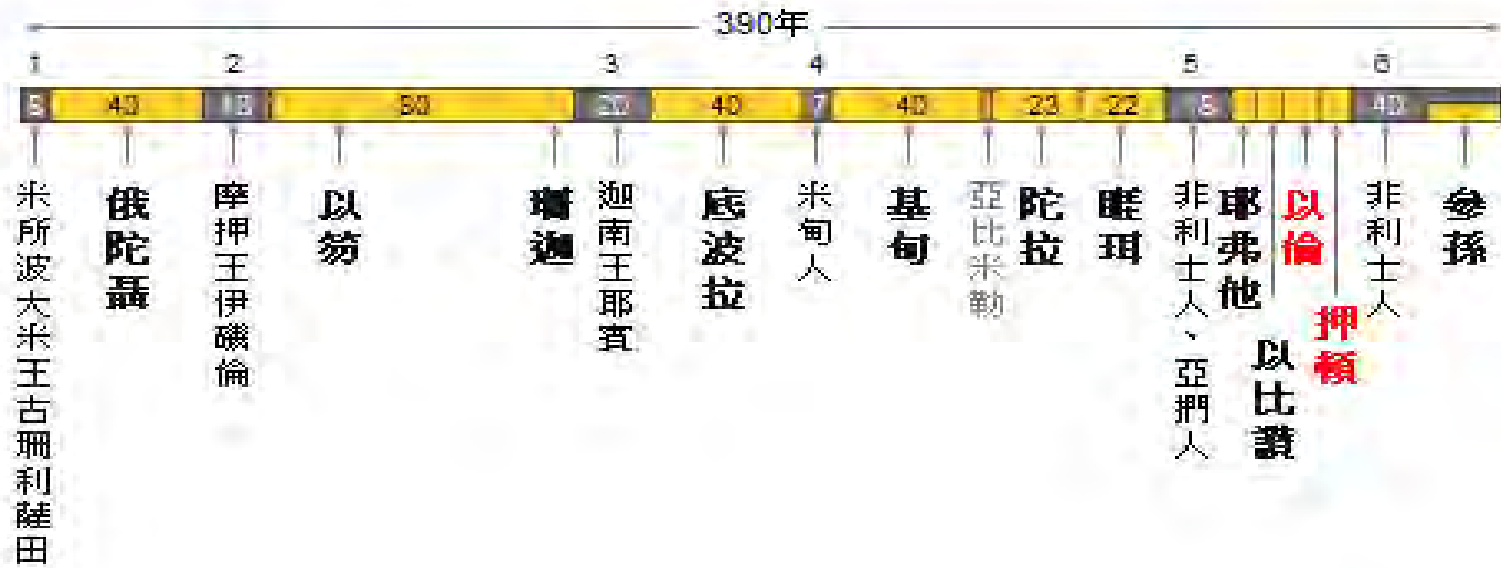 390年
1 2 3 4 5 6
8 40 18 80 20 40 7 40 23 22 18 40
米所波大米王古珊利薩田
俄陀聶
摩押王伊磯倫
以笏
珊迦
迦南王耶賓
底波拉
米甸人
基甸
亞比米勒
陀拉
睚珥
非利士人、亞捫人
耶弗他
以比讚
以倫
押頓
非利士人
參孫